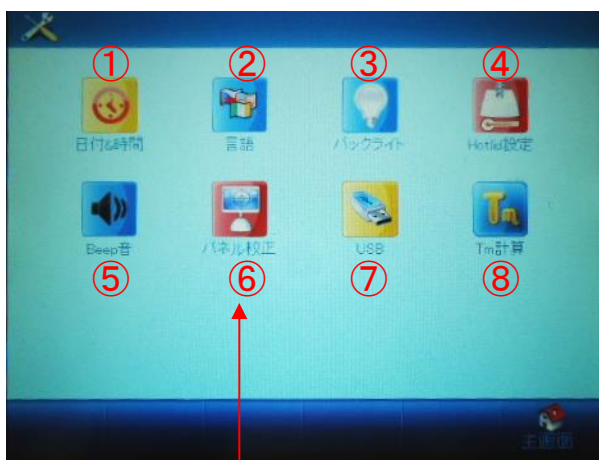 ① ② ③ ④
日付&時間 言語 バックライト Hotlid設定
Beep音 パネル校正 USB Tm計算
⑤ ⑥ ⑦ ⑧
主画面